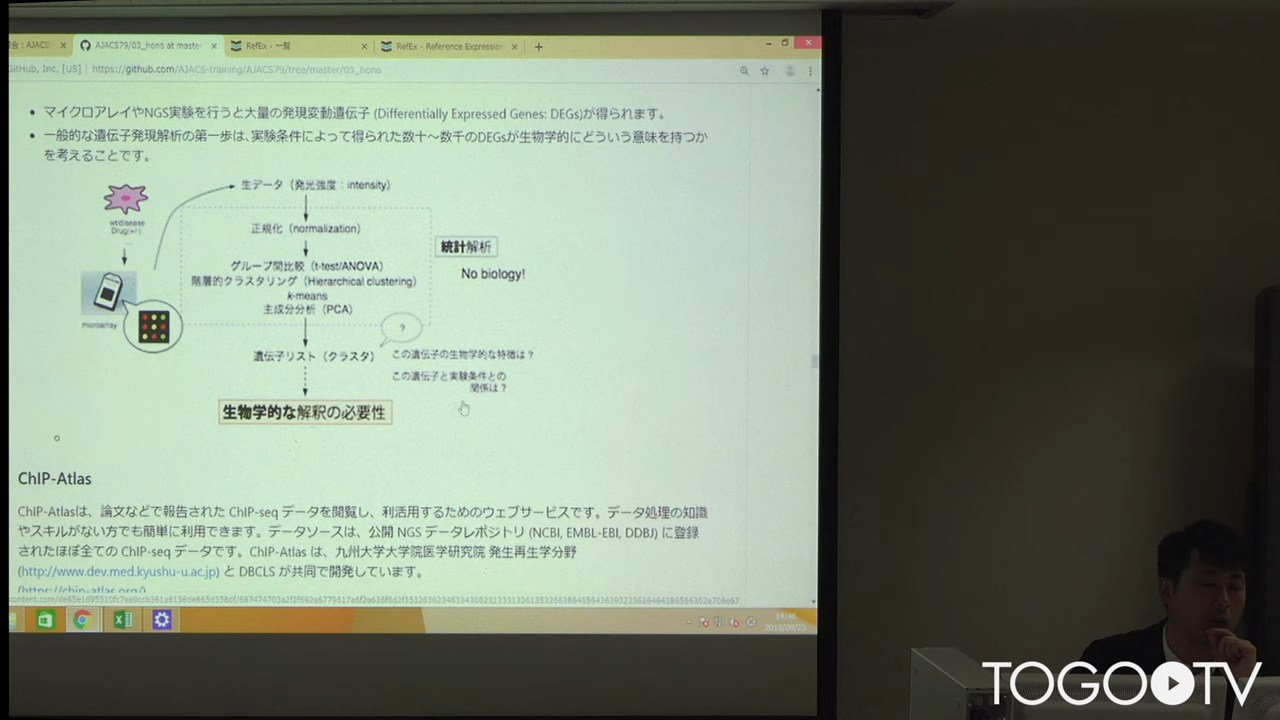 AJACS79/03_hono at maste
RefEx - 一覧
RefEx - Reference Expression
GitHub, Inc. [US] | https://github.com/AJACS-training/AJACS79/tree/master/03_hono
• マイクロアレイやNGS実験を行うと大量の発現変動遺伝子 (Differentially Expressed Genes: DEGs)が得られます。
• 一般的な遺伝子発現解析の第一歩は、実験条件によって得られた数十～数千のDEGsが生物学的にどういう意味を持つか
を考えることです。
生データ（発光強度：intensity）
wt/disease
Drug(+/-)
正規化（normalization）
統計解析
グループ間比較（t-test/ANOVA）
No biology!
階層的クラスタリング（Hierarchical clustering）
k-means
主成分分析（PCA）
microarray
?
遺伝子リスト（クラスタ）
この遺伝子の生物学的な特徴は？
この遺伝子と実験条件との
関係は？
生物学的な解釈の必要性
ChIP-Atlas
ChIP-Atlasは、論文などで報告された ChIP-seq データを閲覧し、利活用するためのウェブサービスです。データ処理の知識
やスキルがない方でも簡単に利用できます。データソースは、公開 NGS データレポジトリ (NCBI, EMBL-EBI, DDBJ) に登録
されたほぼ全ての ChIP-seq データです。ChIP-Atlas は、九州大学大学院医学研究院 発生再生学分野
(http://www.dev.med.kyushu-u.ac.jp) と DBCLS が共同で開発しています。
(https://chip-atlas.org/)
2019/09/25
TOGO TV